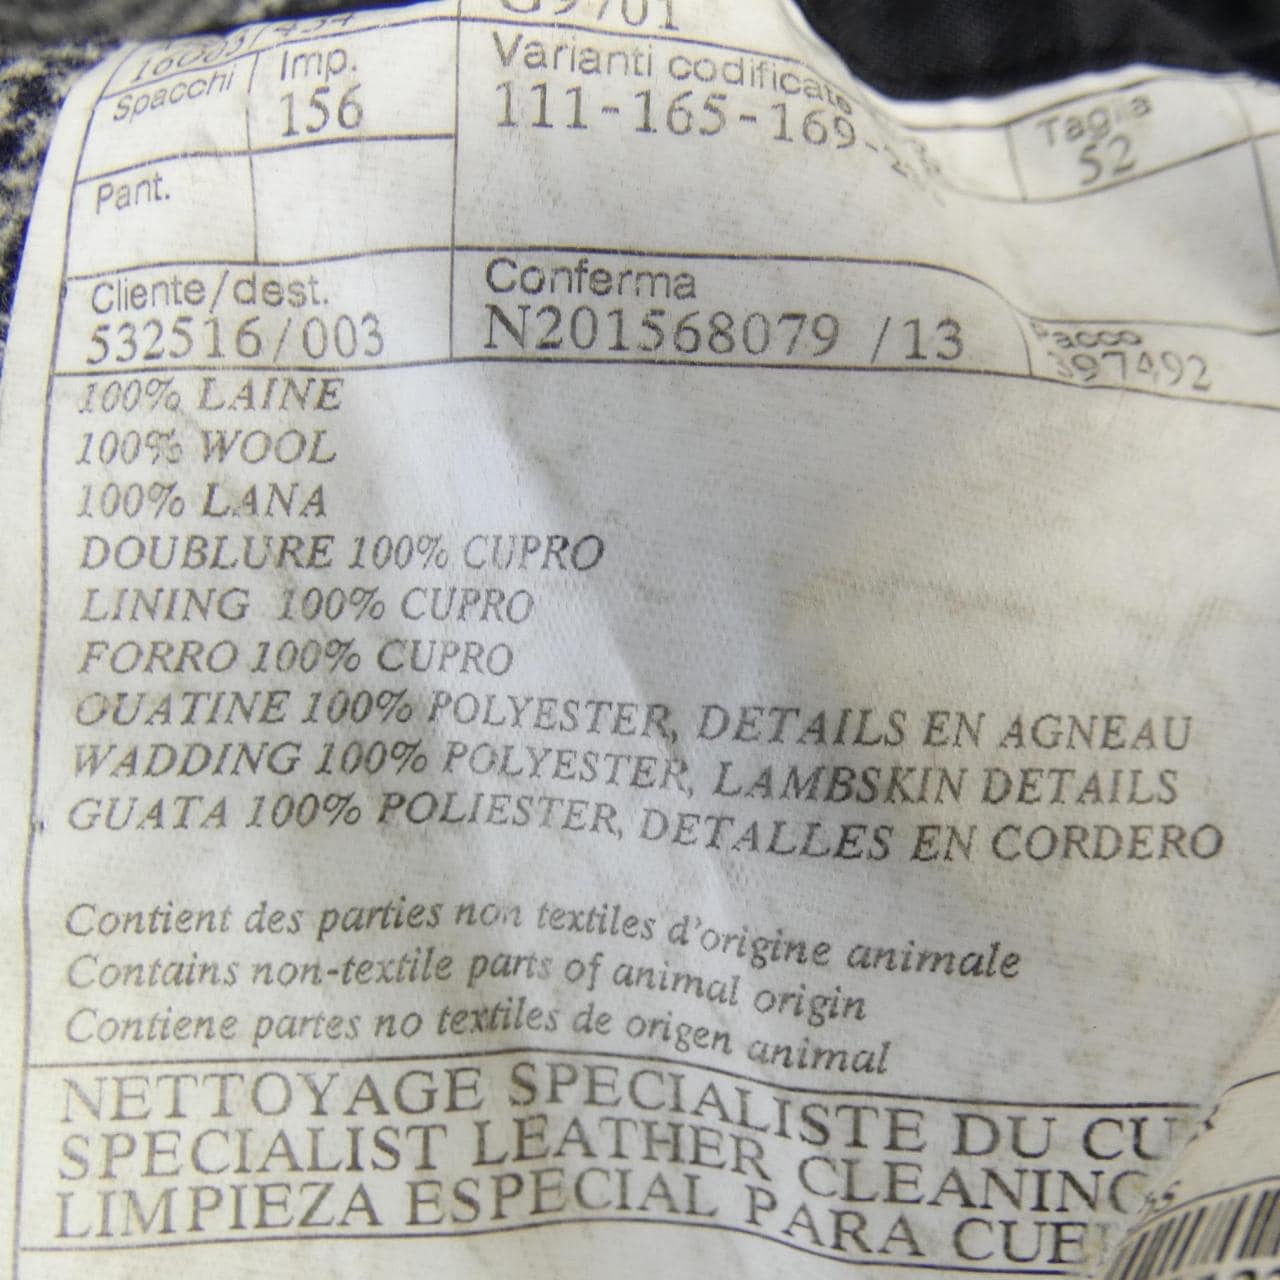 Spacchi
Imp.
156
Varianti codificate
111-165-169-
Taglia
52
Pant.
Cliente/dest.
532516/003
Conferma
N201568079 /13
Pacco
397492
100% LAINE
100% WOOL
100% LANA
DOUBLURE 100% CUPRO
LINING 100% CUPRO
FORRO 100% CUPRO
OUATINE 100% POLYESTER, DETAILS EN AGNEAU
WADDING 100% POLYESTER, LAMBSKIN DETAILS
GUATA 100% POLIESTER, DETALLES EN CORDERO
Contient des parties non textiles d'origine animale
Contains non-textile parts of animal origin
Contiene partes no textiles de origen animal
NETTOYAGE SPECIALISTE DU
SPECIALIST LEATHER CLEANING
LIMPIEZA ESPECIAL PARA